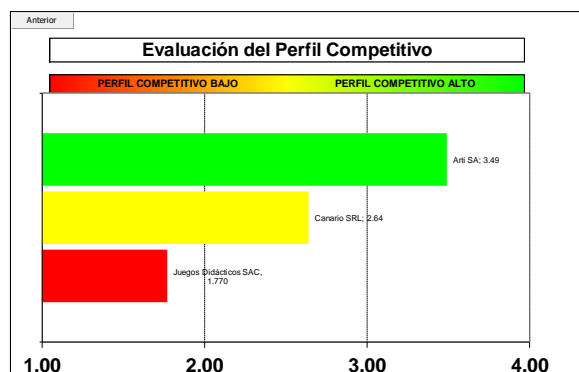 Anterior
Evaluación del Perfil Competitivo
PERFIL COMPETITIVO BAJO PERFIL COMPETITIVO ALTO
Arti SA; 3.49
Canario SRL; 2.64
Juegos Didácticos SAC,
1.770
1.00 2.00 3.00 4.00